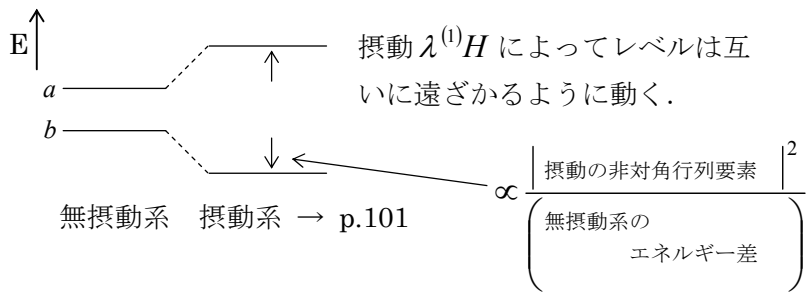 E
摂動 λ⁽¹⁾H によってレベルは互
いに遠ざかるように動く.
a
b
∝ |摂動の非対角行列要素|²
(無摂動系の
エネルギー差)
無摂動系 摂動系 → p.101